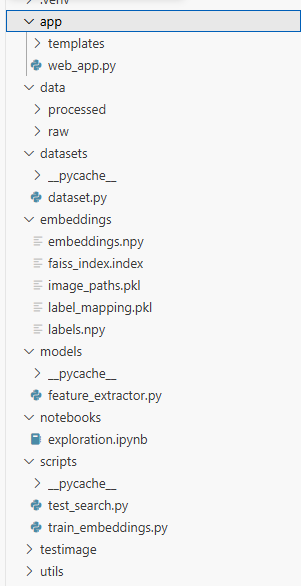 .venv
app
templates
web_app.py
data
processed
raw
datasets
__pycache__
dataset.py
embeddings
embeddings.npy
faiss_index.index
image_paths.pkl
label_mapping.pkl
labels.npy
models
__pycache__
feature_extractor.py
notebooks
exploration.ipynb
scripts
__pycache__
test_search.py
train_embeddings.py
testimage
utils